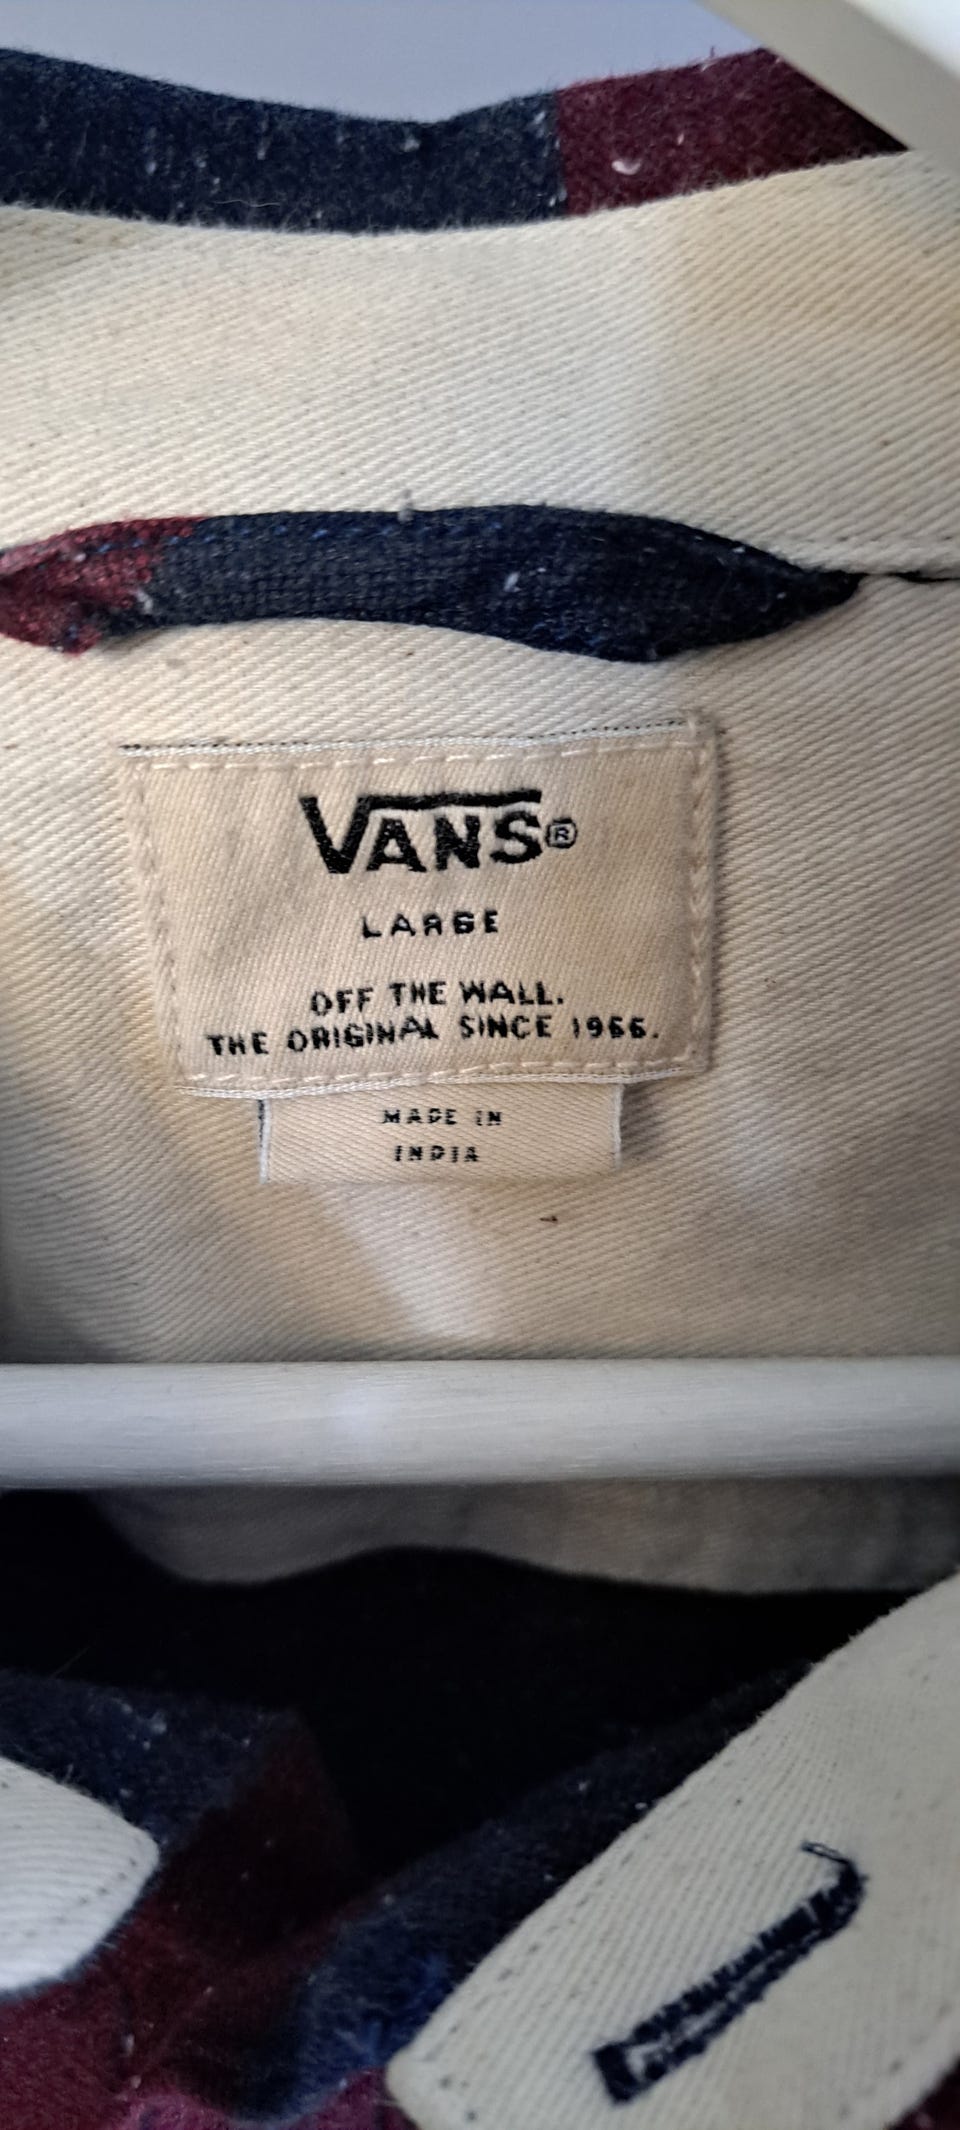 VANS®
LARGE
OFF THE WALL.
THE ORIGINAL SINCE 1966.
MADE IN
INDIA